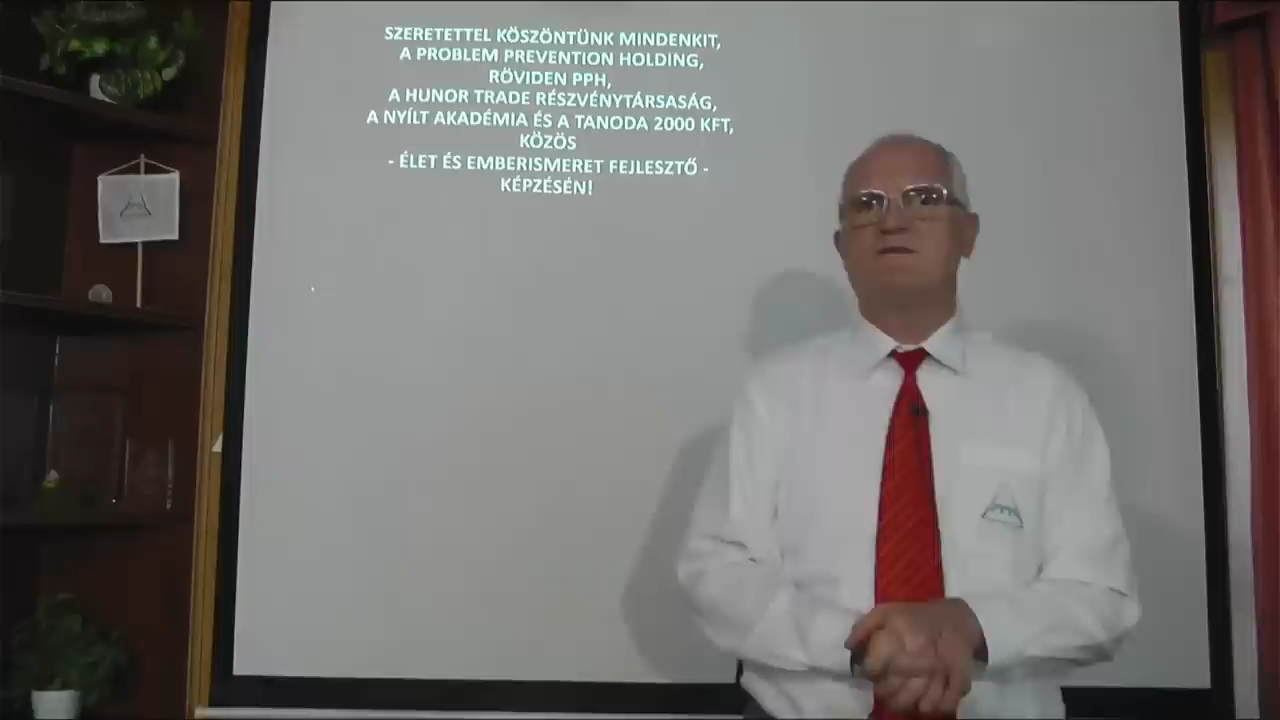 SZERETETTEL KÖSZÖNTÜNK MINDENKIT,
A PROBLEM PREVENTION HOLDING,
RÖVIDEN PPH,
A HUNOR TRADE RÉSZVÉNYTÁRSASÁG,
A NYÍLT AKADÉMIA ÉS A TANODA 2000 KFT,
KÖZÖS
- ÉLET ÉS EMBERISMERET FEJLESZTŐ -
KÉPZÉSÉN!